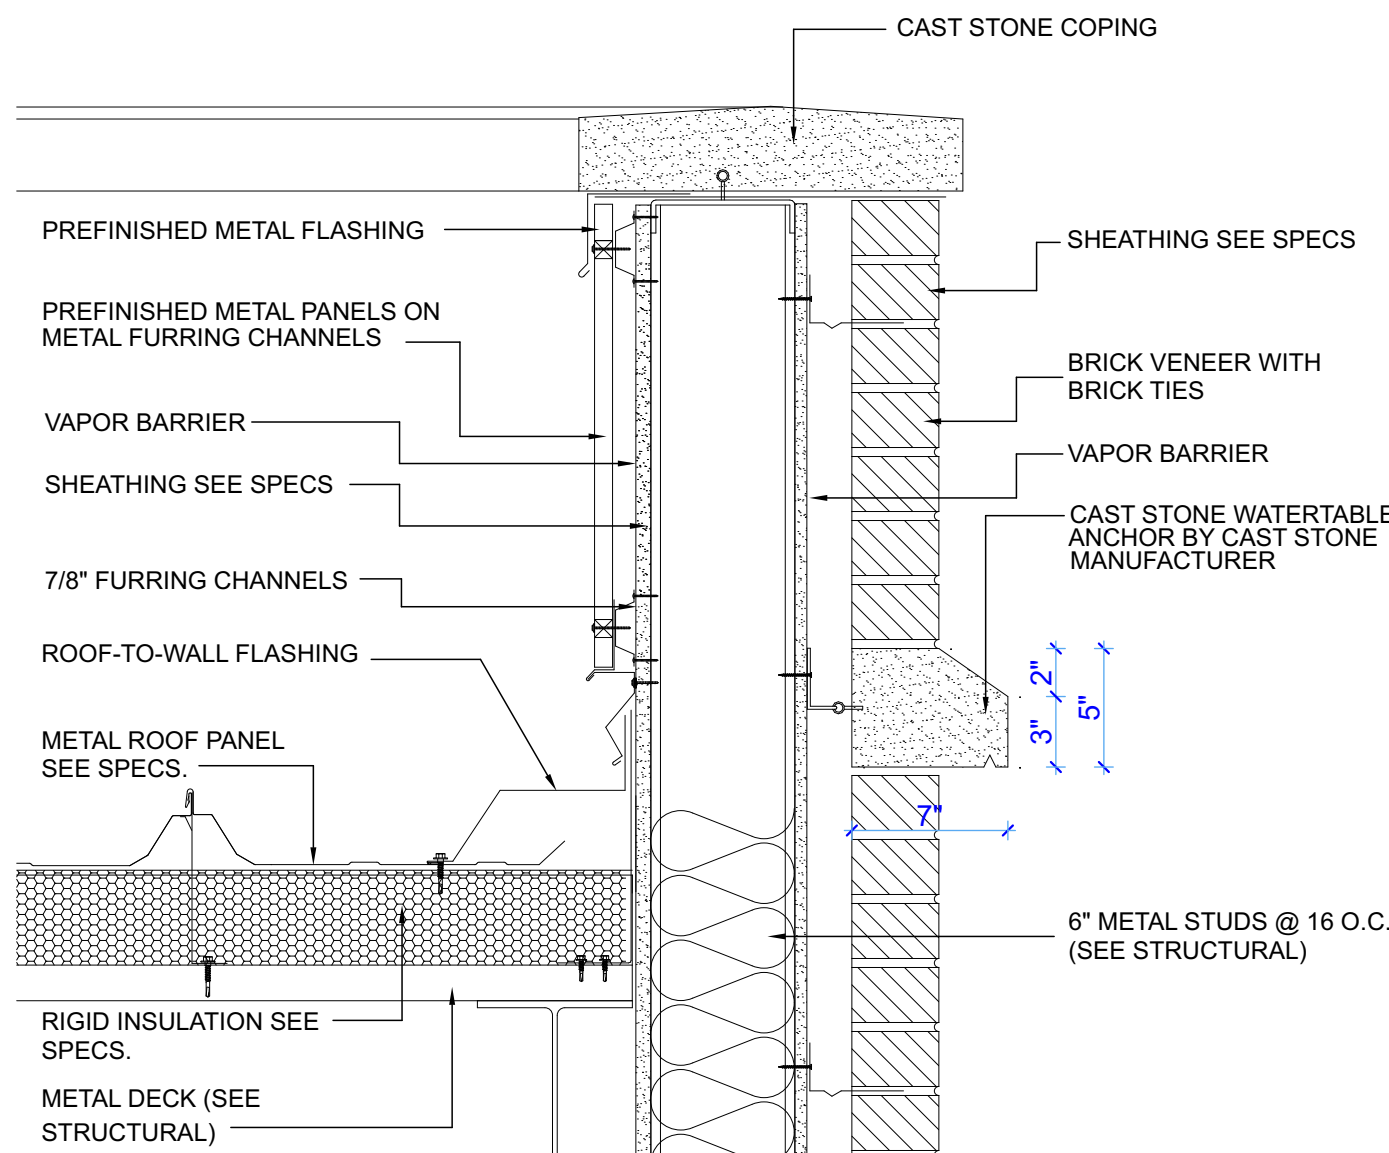 CAST STONE COPING
PREFINISHED METAL FLASHING
PREFINISHED METAL PANELS ON
METAL FURRING CHANNELS
VAPOR BARRIER
SHEATHING SEE SPECS
7/8" FURRING CHANNELS
ROOF-TO-WALL FLASHING
METAL ROOF PANEL
SEE SPECS.
RIGID INSULATION SEE
SPECS.
METAL DECK (SEE
STRUCTURAL)
SHEATHING SEE SPECS
BRICK VENEER WITH
BRICK TIES
VAPOR BARRIER
CAST STONE WATERTABLE
ANCHOR BY CAST STONE
MANUFACTURER
2"
3"
5"
7"
6" METAL STUDS @ 16 O.C.
(SEE STRUCTURAL)